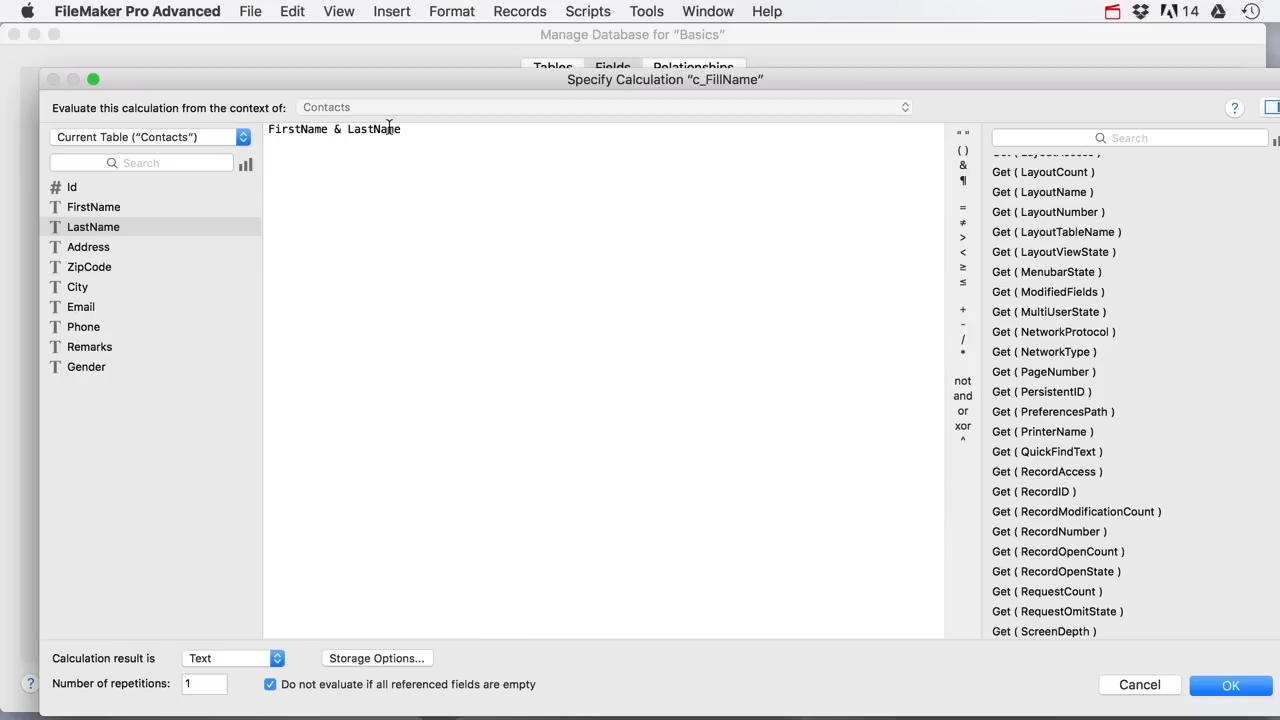 FileMaker Pro Advanced File Edit View Insert Format Records Scripts Tools Window Help 14
Manage Database for “Basics”
Tables Fields Relationships
Specify Calculation “c_FillName”
Evaluate this calculation from the context of: Contacts ?
Current Table (“Contacts”)
Search
# Id
T FirstName
T LastName
T Address
T ZipCode
T City
T Email
T Phone
T Remarks
T Gender
FirstName & LastName
" "
( )
&
¶
=
≠
>
<
≥
≤
+
-
/
*
not
and
or
xor
^
Search
Get ( LayoutAccess )
Get ( LayoutCount )
Get ( LayoutName )
Get ( LayoutNumber )
Get ( LayoutTableName )
Get ( LayoutViewState )
Get ( MenubarState )
Get ( ModifiedFields )
Get ( MultiUserState )
Get ( NetworkProtocol )
Get ( NetworkType )
Get ( PageNumber )
Get ( PersistentID )
Get ( PreferencesPath )
Get ( PrinterName )
Get ( QuickFindText )
Get ( RecordAccess )
Get ( RecordID )
Get ( RecordModificationCount )
Get ( RecordNumber )
Get ( RecordOpenCount )
Get ( RecordOpenState )
Get ( RequestCount )
Get ( RequestOmitState )
Get ( ScreenDepth )
Calculation result is Text Storage Options...
Number of repetitions: 1 Do not evaluate if all referenced fields are empty
? Cancel OK